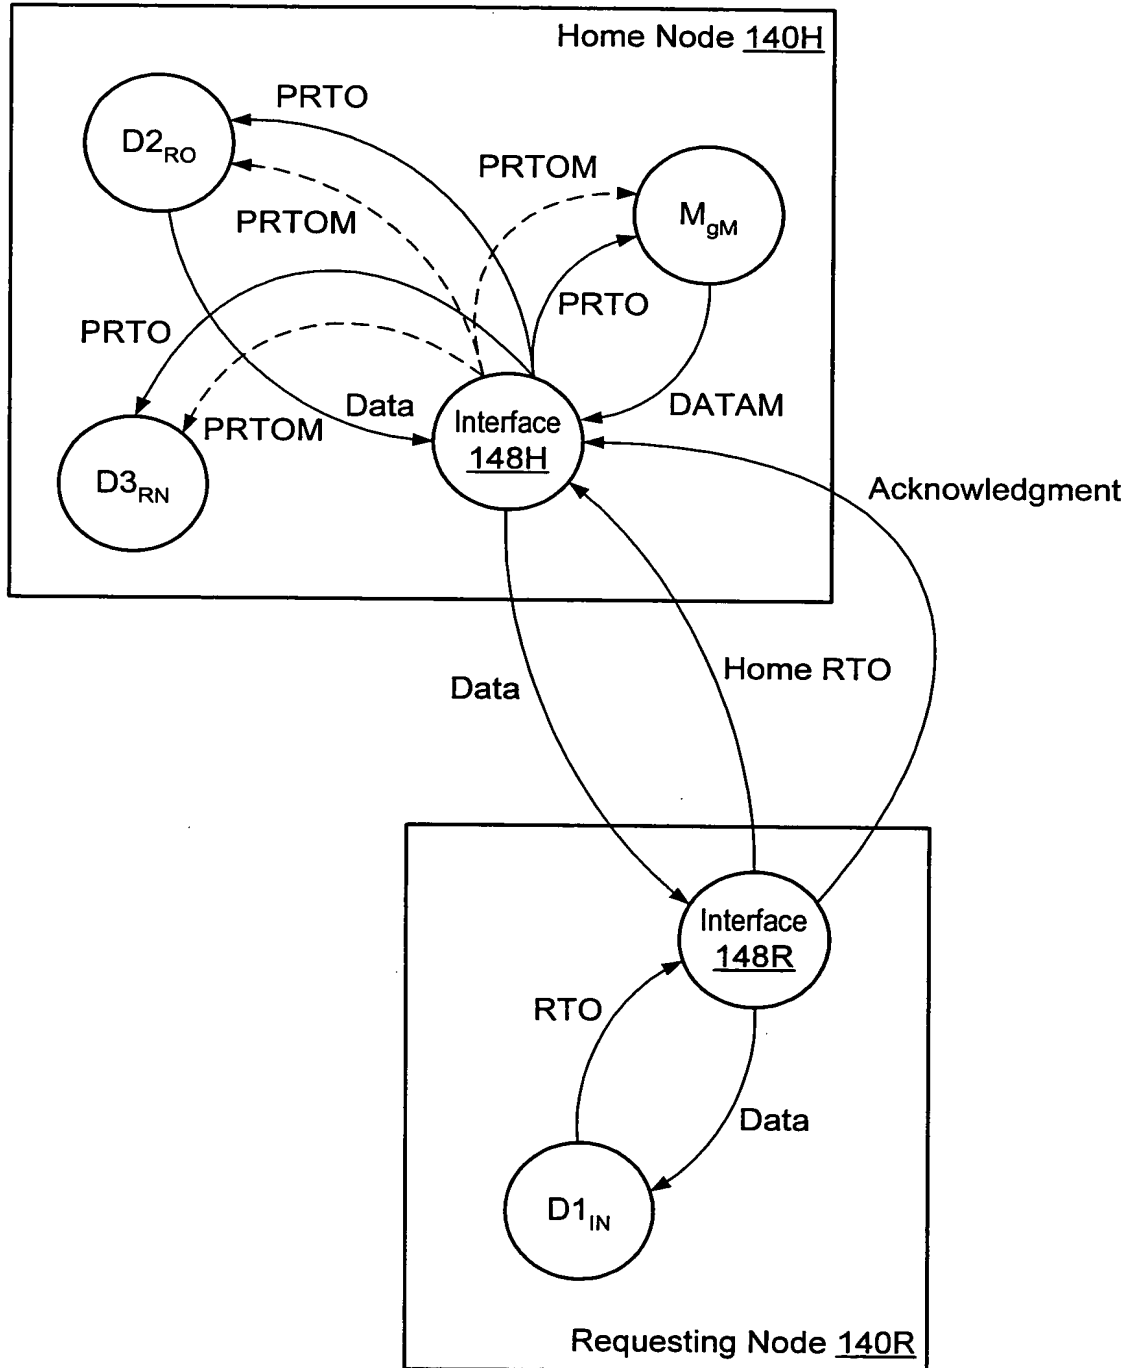 Home Node 140H
PRTO
D2RO
PRTOM
PRTOM
MgM
PRTO
PRTO
DATAM
Data
Interface
148H
PRTOM
D3RN
Acknowledgment
Home RTO
Data
Interface
148R
RTO
Data
D1IN
Requesting Node 140R